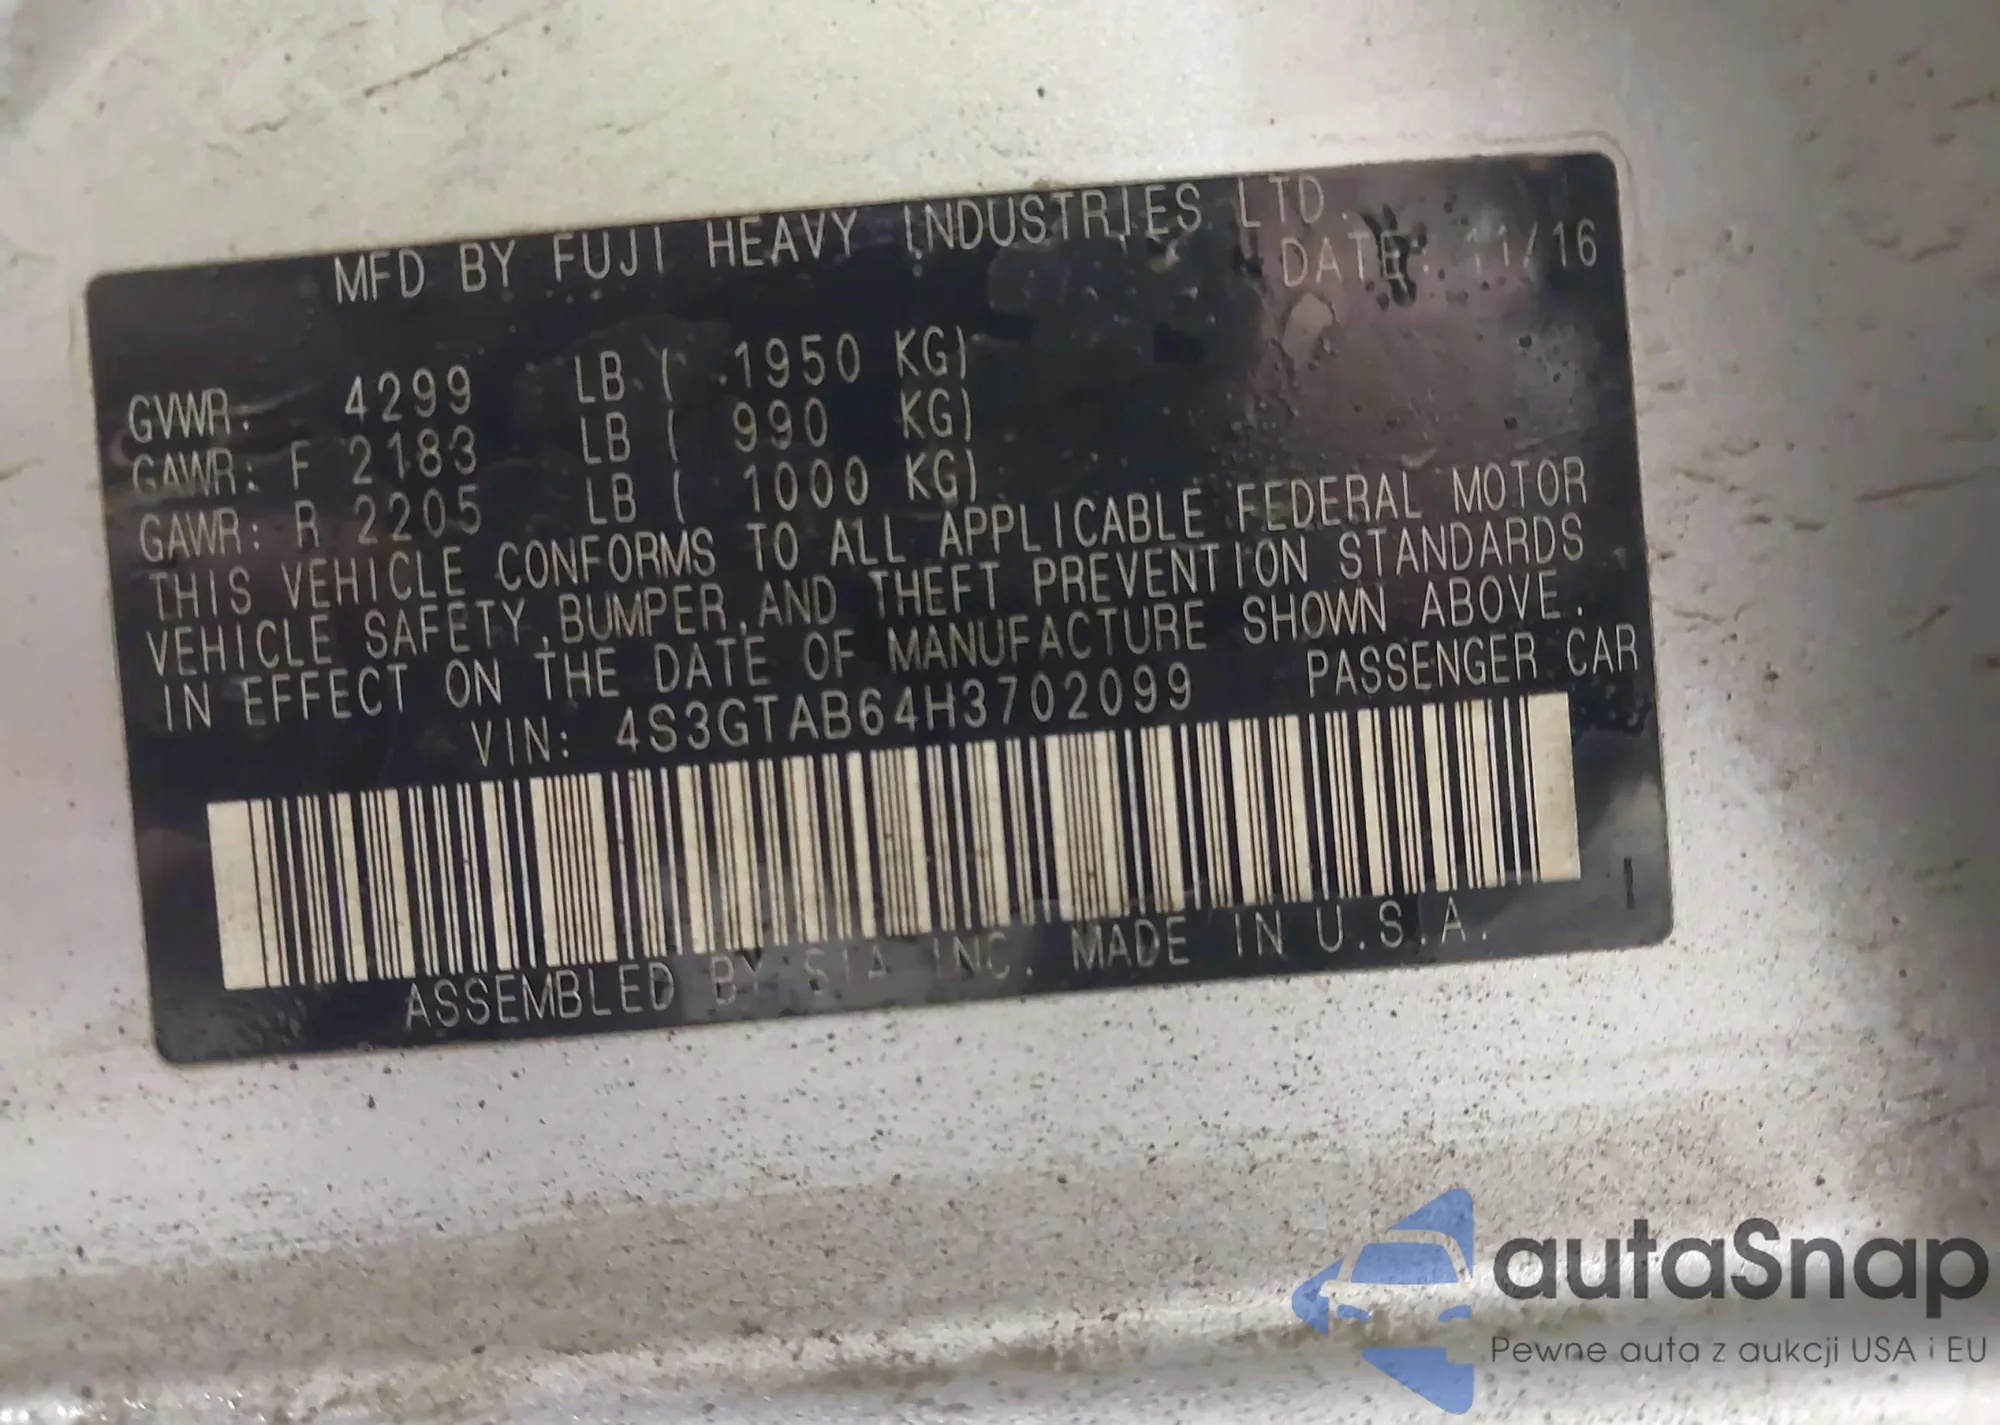 MFD BY FUJI HEAVY INDUSTRIES LTD.
DATE: 11/16
GVWR: 4299 LB ( 1950 KG)
GAWR: F 2183 LB ( 990 KG)
GAWR: R 2205 LB ( 1000 KG)
THIS VEHICLE CONFORMS TO ALL APPLICABLE FEDERAL MOTOR
VEHICLE SAFETY, BUMPER, AND THEFT PREVENTION STANDARDS
IN EFFECT ON THE DATE OF MANUFACTURE SHOWN ABOVE.
VIN: 4S3GTAB64H3702099 PASSENGER CAR
ASSEMBLED BY SIA INC. MADE IN U.S.A.
autaSnap
Pewne auta z aukcji USA i EU